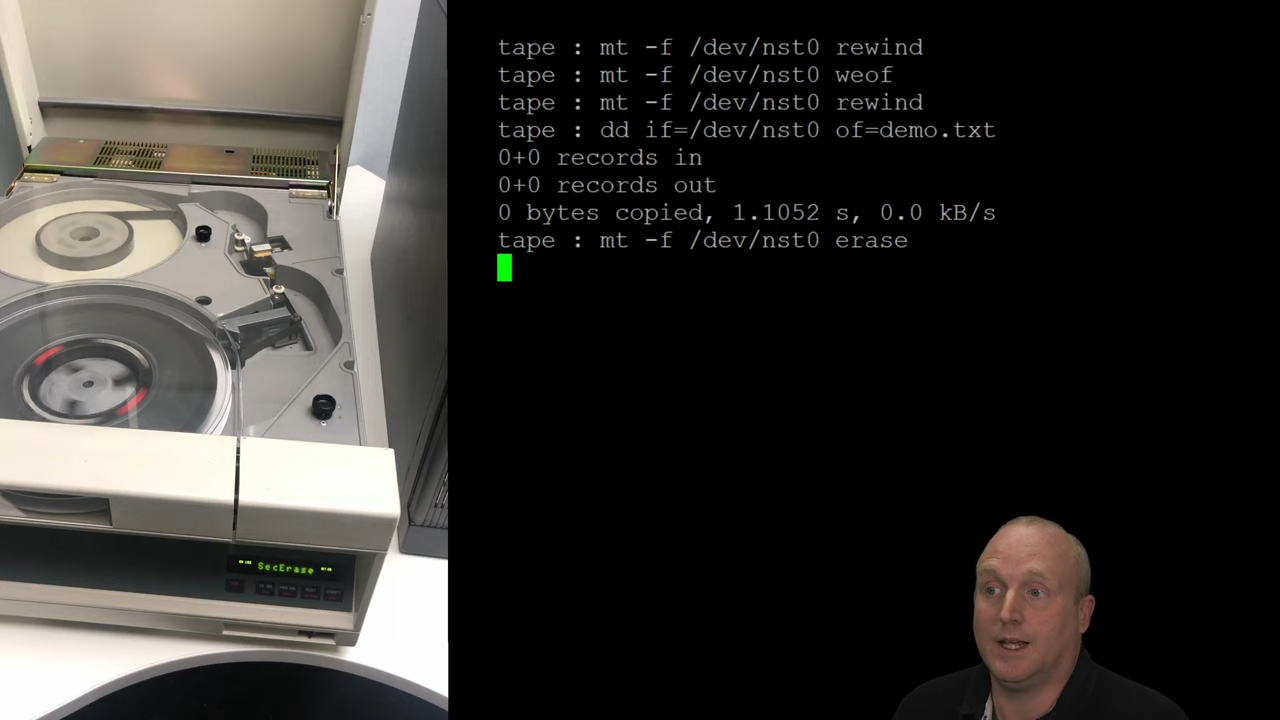 tape : mt -f /dev/nst0 rewind
tape : mt -f /dev/nst0 weof
tape : mt -f /dev/nst0 rewind
tape : dd if=/dev/nst0 of=demo.txt
0+0 records in
0+0 records out
0 bytes copied, 1.1052 s, 0.0 kB/s
tape : mt -f /dev/nst0 erase
SecErase